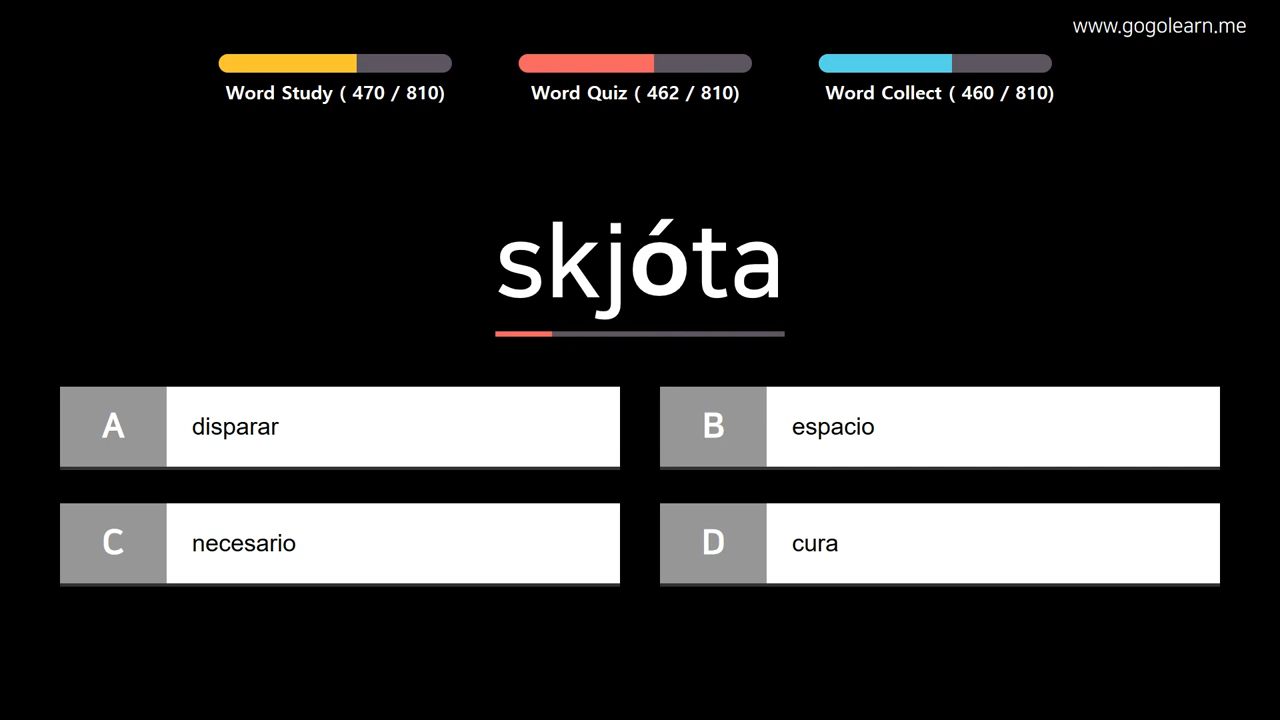 www.gogolearn.me
Word Study ( 470 / 810)
Word Quiz ( 462 / 810)
Word Collect ( 460 / 810)
skjóta
A disparar
B espacio
C necesario
D cura